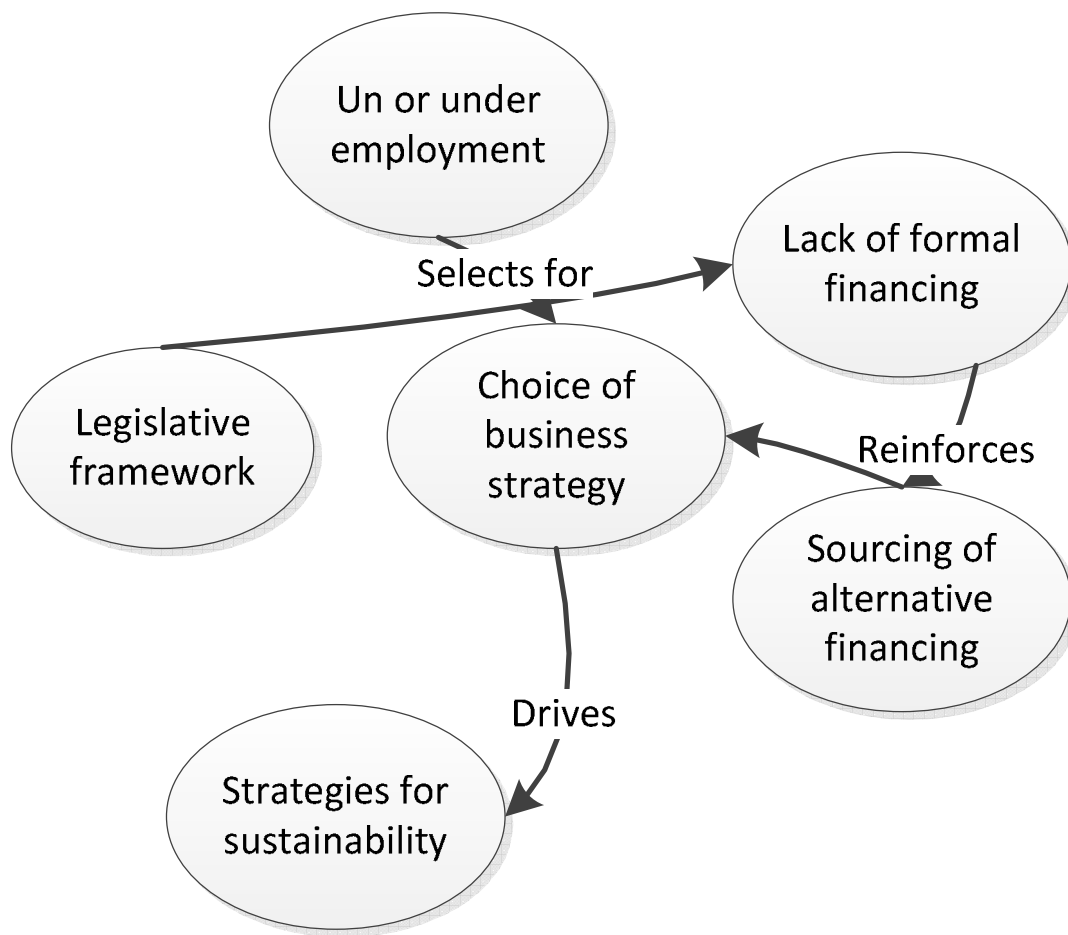 Un or under
employment
Lack of formal
financing
Selects for
Legislative
framework
Choice of
business
strategy
Reinforces
Sourcing of
alternative
financing
Drives
Strategies for
sustainability